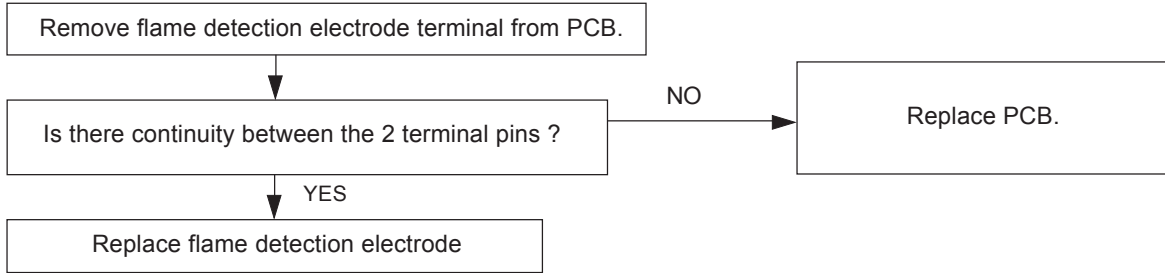 Remove flame detection electrode terminal from PCB.
Is there continuity between the 2 terminal pins ?
NO
Replace PCB.
YES
Replace flame detection electrode